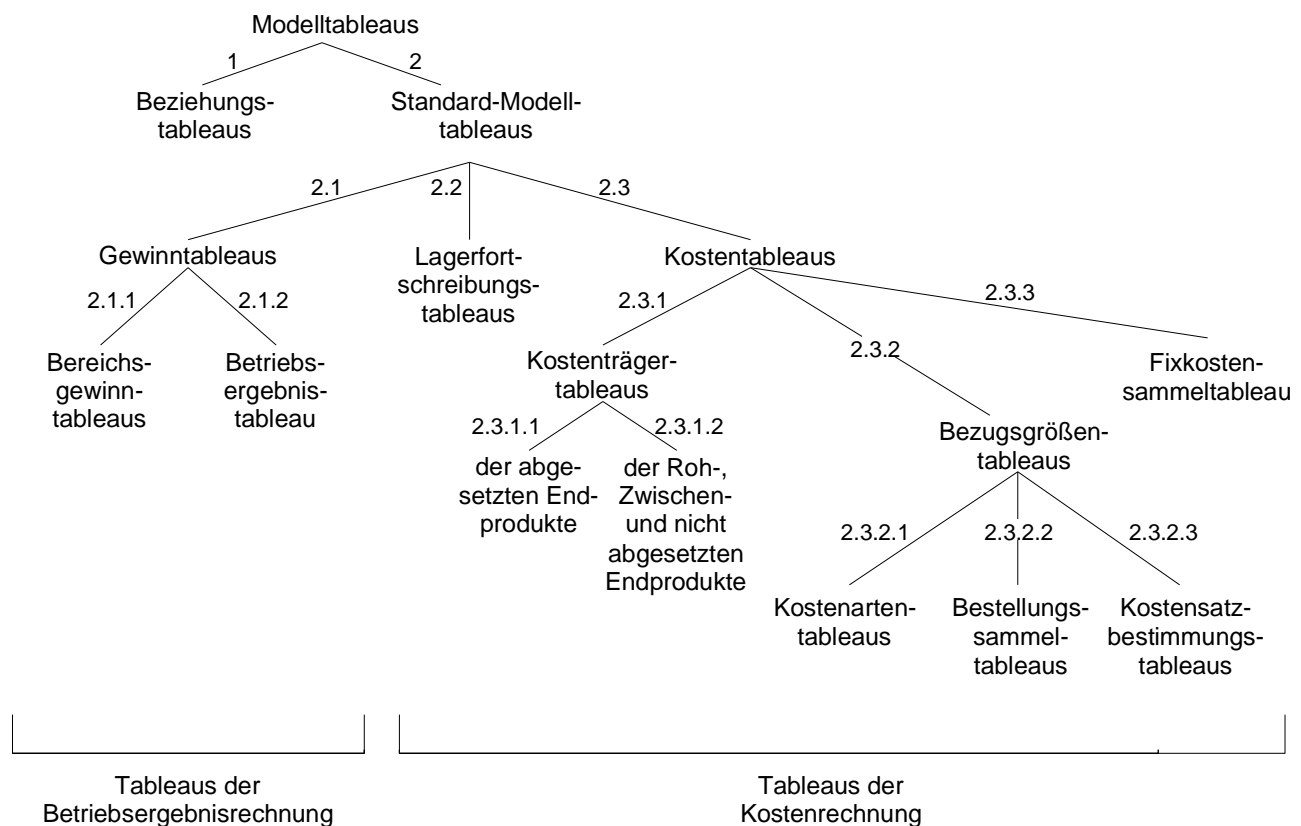 Modelltableaus
1
2
Beziehungs-
tableaus
Standard-Modell-
tableaus
2.1
2.2
2.3
Gewinntableaus
Lagerfort-
schreibungs-
tableaus
Kostentableaus
2.1.1
2.1.2
2.3.1
2.3.2
2.3.3
Bereichs-
gewinn-
tableaus
Betriebs-
ergebnis-
tableau
Kostenträger-
tableaus
Fixkosten-
sammeltableau
2.3.1.1
2.3.1.2
Bezugsgrößen-
tableaus
der abge-
setzten End-
produkte
der Roh-,
Zwischen-
und nicht
abgesetzten
Endprodukte
2.3.2.1
2.3.2.2
2.3.2.3
Kostenarten-
tableaus
Bestellungs-
sammel-
tableaus
Kostensatz-
bestimmungs-
tableaus
Tableaus der
Betriebsergebnisrechnung
Tableaus der
Kostenrechnung